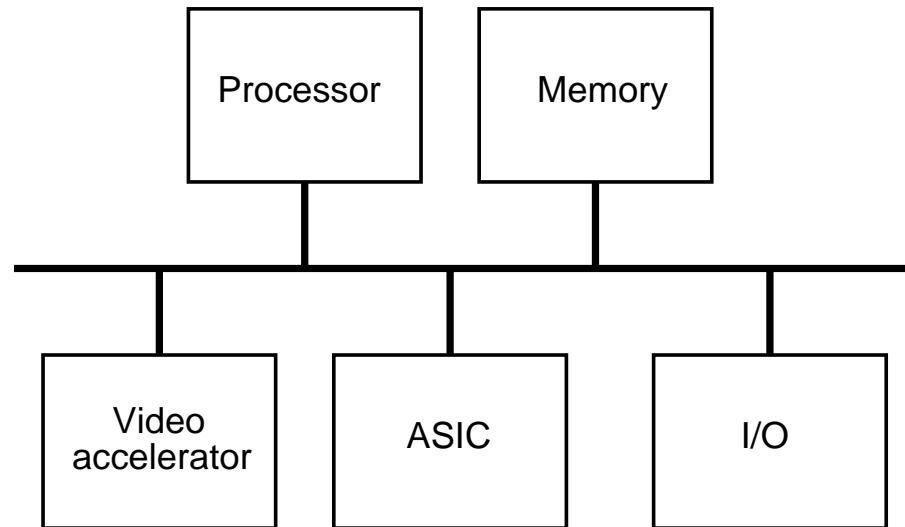 Processor
Memory
Video
accelerator
ASIC
I/O